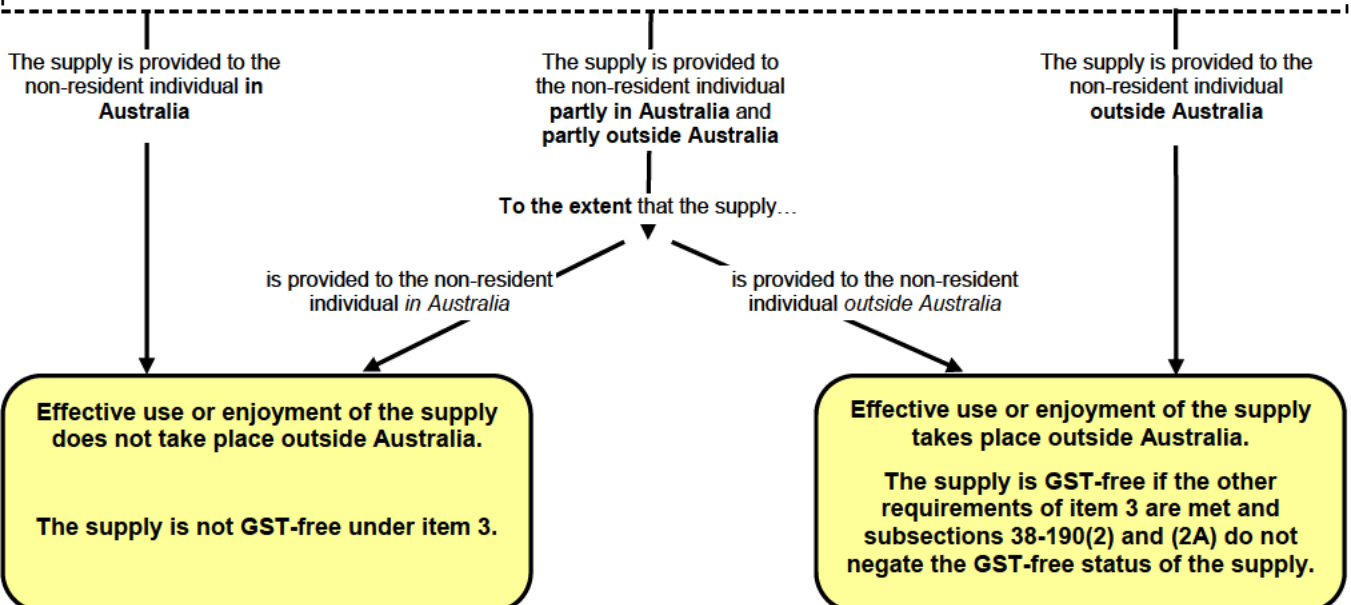 The supply is provided to the
non-resident individual in
Australia
The supply is provided to
the non-resident individual
partly in Australia and
partly outside Australia
The supply is provided to the
non-resident individual
outside Australia
To the extent that the supply…
is provided to the non-resident
individual in Australia
is provided to the non-resident
individual outside Australia
Effective use or enjoyment of the supply
does not take place outside Australia.
The supply is not GST-free under item 3.
Effective use or enjoyment of the supply
takes place outside Australia.
The supply is GST-free if the other
requirements of item 3 are met and
subsections 38-190(2) and (2A) do not
negate the GST-free status of the supply.